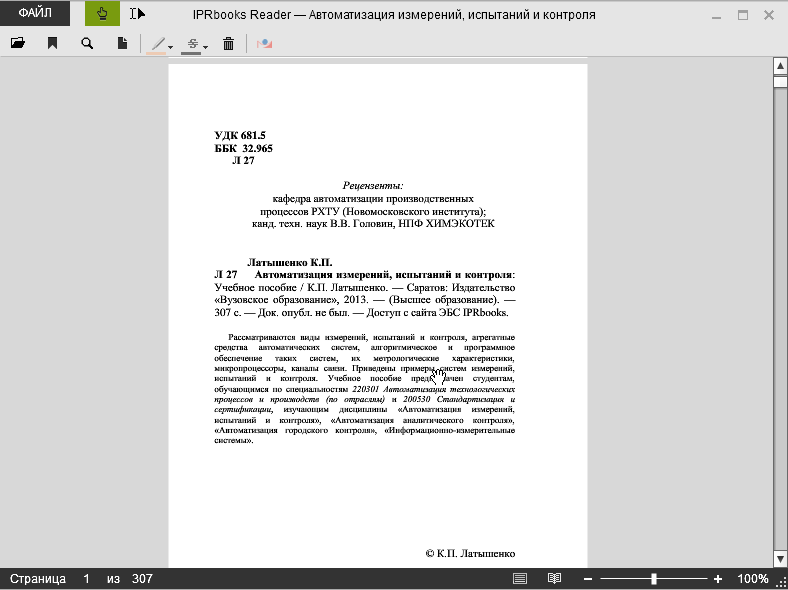 ФАЙЛ
IPRbooks Reader — Автоматизация измерений, испытаний и контроля
УДК 681.5
ББК 32.965
Л 27
Рецензенты:
кафедра автоматизации производственных
процессов РХТУ (Новомосковского института);
канд. техн. наук В.В. Головин, НПФ ХИМЭКОТЕК
Латышенко К.П.
Л 27 Автоматизация измерений, испытаний и контроля:
Учебное пособие / К.П. Латышенко. — Саратов: Издательство
«Вузовское образование», 2013. — (Высшее образование). —
307 с. — Док. опубл. не был. — Доступ с сайта ЭБС IPRbooks.
Рассматриваются виды измерений, испытаний и контроля, агрегатные
средства автоматических систем, алгоритмическое и программное
обеспечение таких систем, их метрологические характеристики,
микропроцессоры, каналы связи. Приведены примеры систем измерений,
испытаний и контроля. Учебное пособие студентам,
обучающимся по специальностям 220301 Автоматизация технологических
процессов и производств (по отраслям) и 200530 Стандартизация и
сертификации, изучающим дисциплины «Автоматизация измерений,
испытаний и контроля», «Автоматизация аналитического контроля»,
«Автоматизация городского контроля», «Информационно-измерительные
системы».
© К.П. Латышенко
Страница 1 из 307
100%